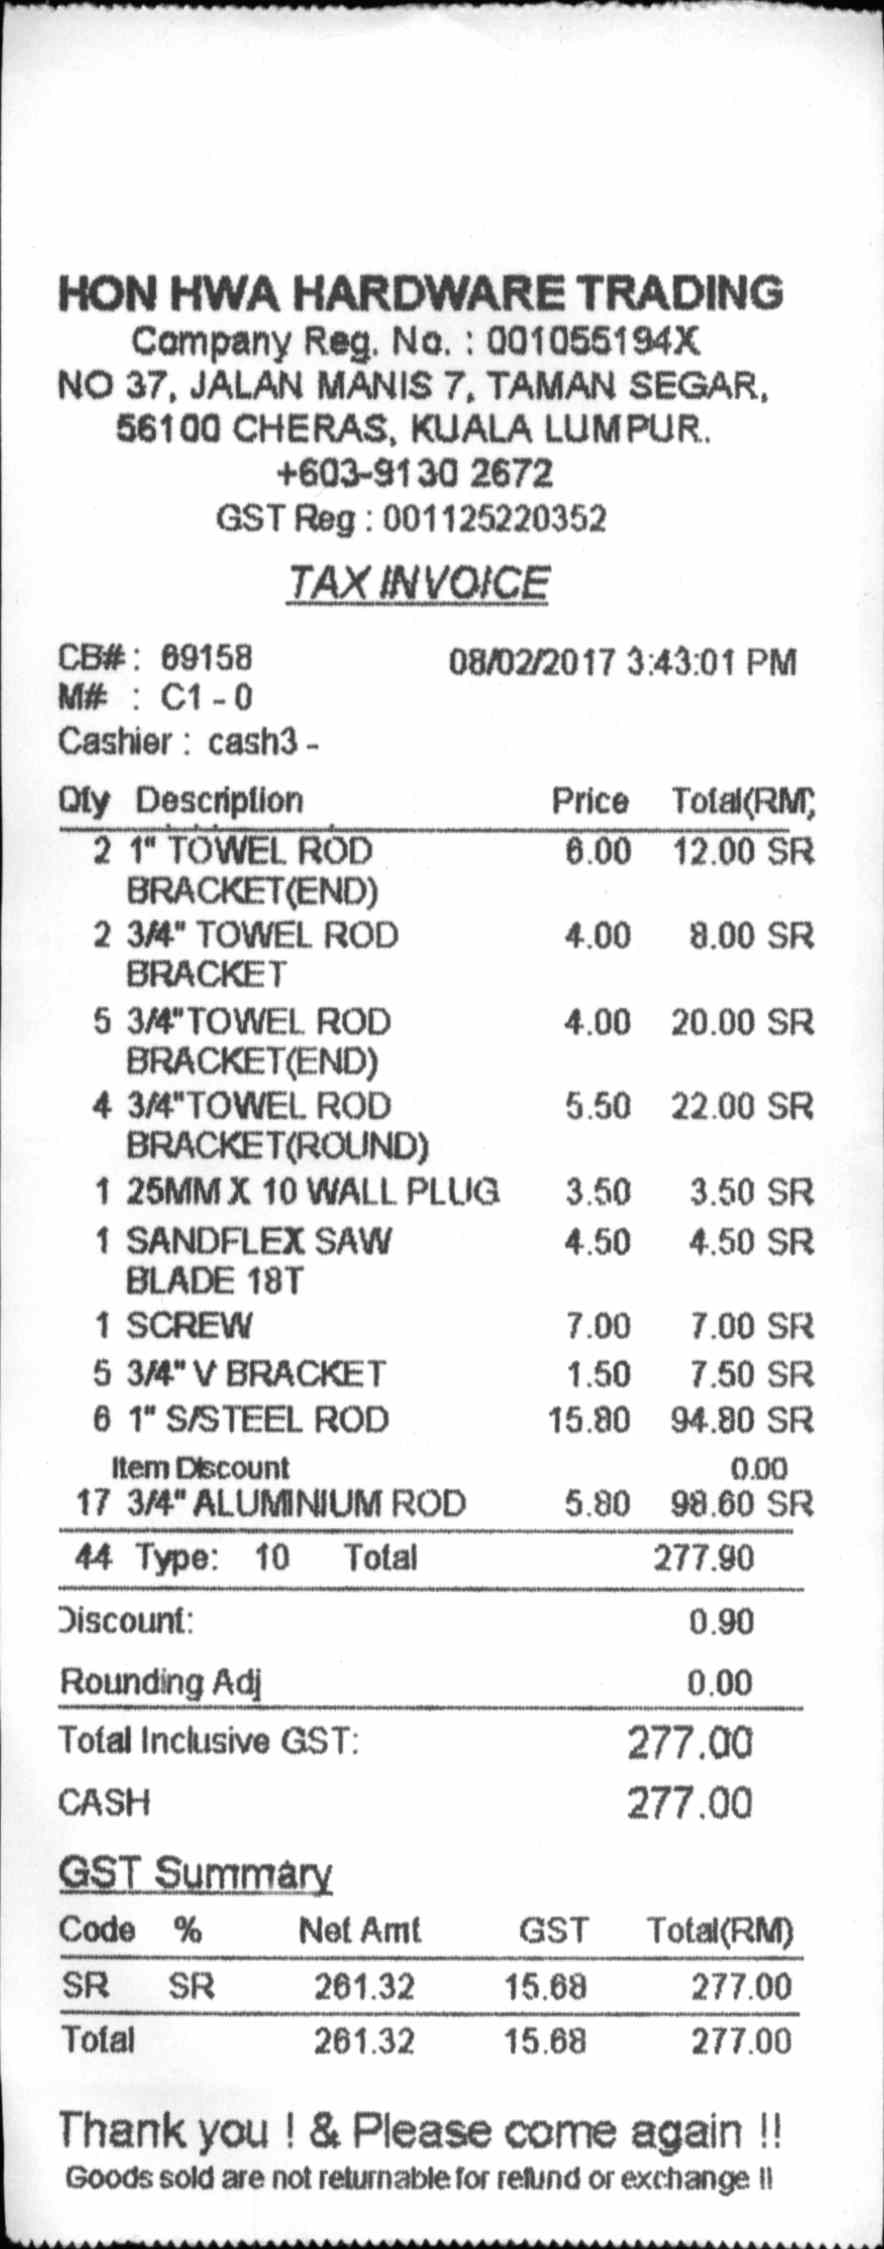 HON HWA HARDWARE TRADING
Company Reg. No. : 001055194X
NO 37, JALAN MANIS 7, TAMAN SEGAR,
56100 CHERAS, KUALA LUMPUR.
+603-9130 2672
GST Reg : 001125220352
TAX INVOICE
CB# : 69158 08/02/2017 3:43:01 PM
M# : C1 - 0
Cashier : cash3 -
Qty Description Price Total(RM)
2 1" TOWEL ROD 6.00 12.00 SR
BRACKET(END)
2 3/4" TOWEL ROD 4.00 8.00 SR
BRACKET
5 3/4"TOWEL ROD 4.00 20.00 SR
BRACKET(END)
4 3/4"TOWEL ROD 5.50 22.00 SR
BRACKET(ROUND)
1 25MM X 10 WALL PLUG 3.50 3.50 SR
1 SANDFLEX SAW 4.50 4.50 SR
BLADE 18T
1 SCREW 7.00 7.00 SR
5 3/4" V BRACKET 1.50 7.50 SR
6 1" S/STEEL ROD 15.80 94.80 SR
Item Discount 0.00
17 3/4" ALUMINIUM ROD 5.80 98.60 SR
44 Type: 10 Total 277.90
Discount: 0.90
Rounding Adj 0.00
Total Inclusive GST: 277.00
CASH 277.00
GST Summary
Code % Net Amt GST Total(RM)
SR SR 261.32 15.68 277.00
Total 261.32 15.68 277.00
Thank you ! & Please come again !!
Goods sold are not returnable for refund or exchange !!